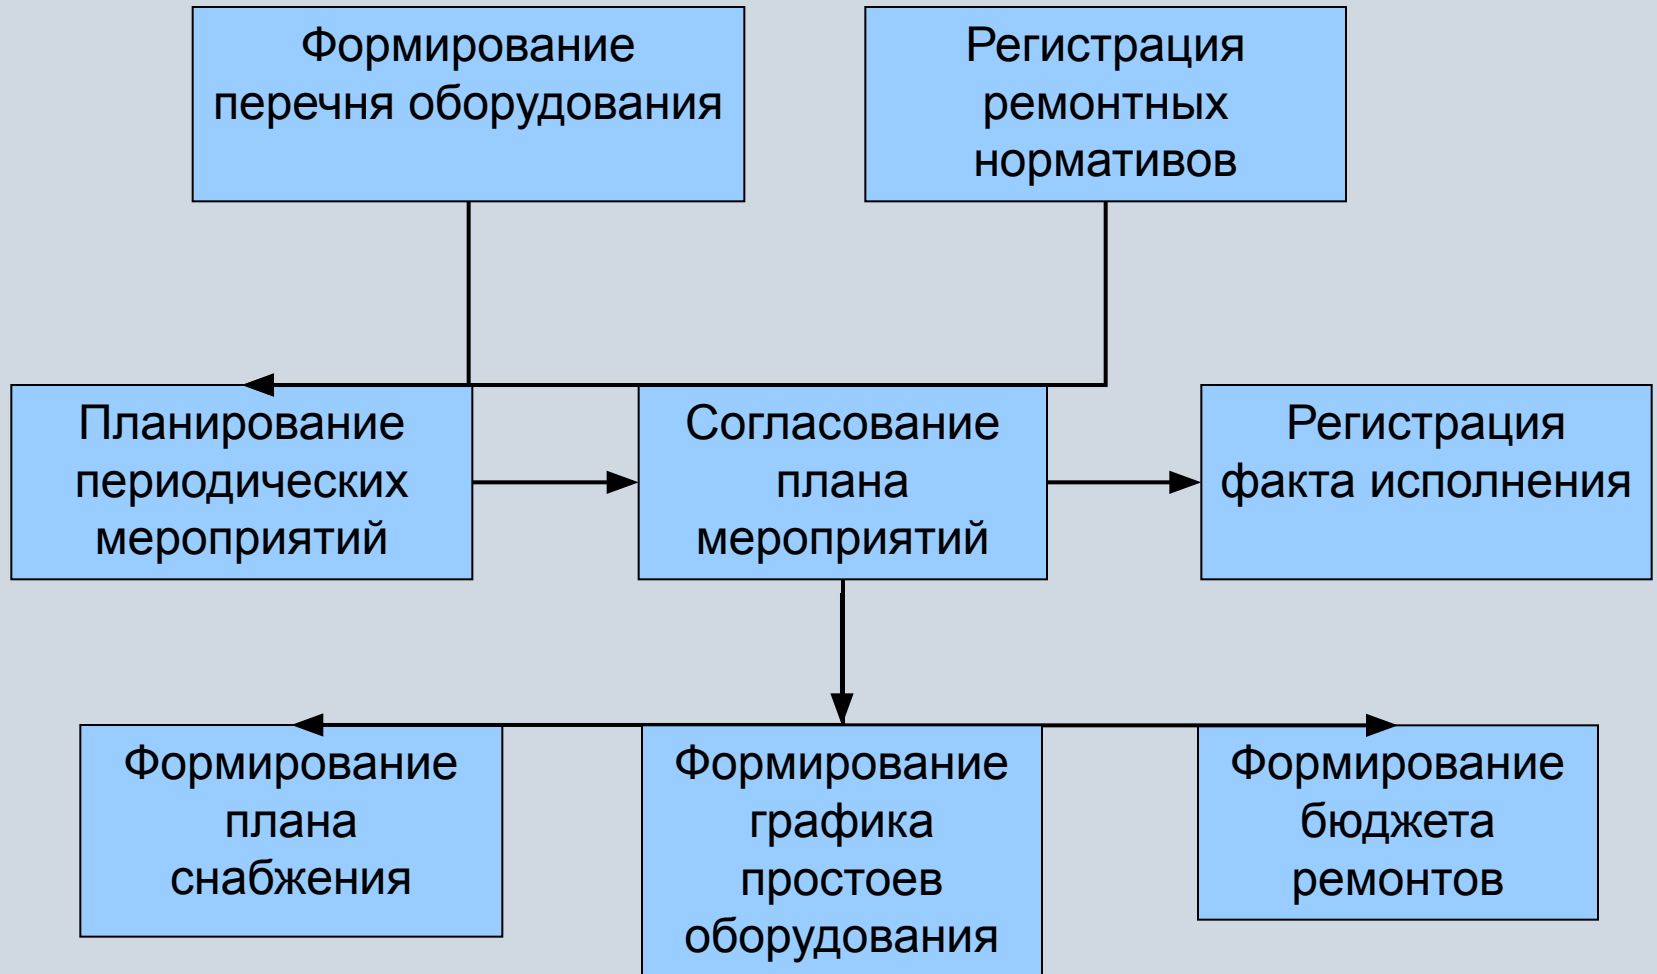 Формирование
перечня оборудования
Регистрация
ремонтных
нормативов
Планирование
периодических
мероприятий
Согласование
плана
мероприятий
Регистрация
факта исполнения
Формирование
плана
снабжения
Формирование
графика
простоев
оборудования
Формирование
бюджета
ремонтов